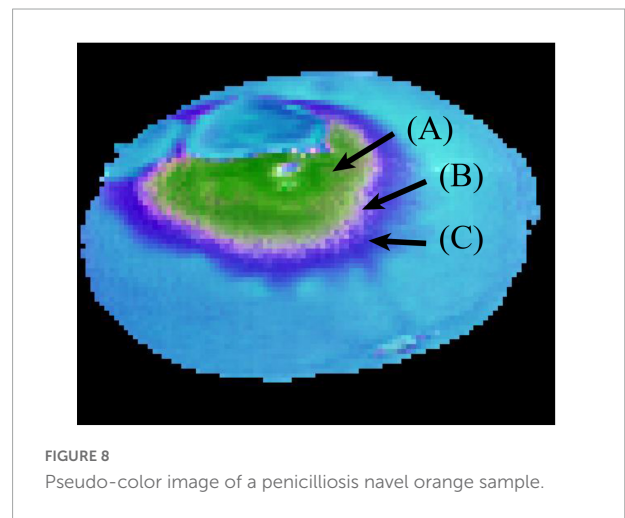 (A)
(B)
(C)
FIGURE 8
Pseudo-color image of a penicilliosis navel orange sample.